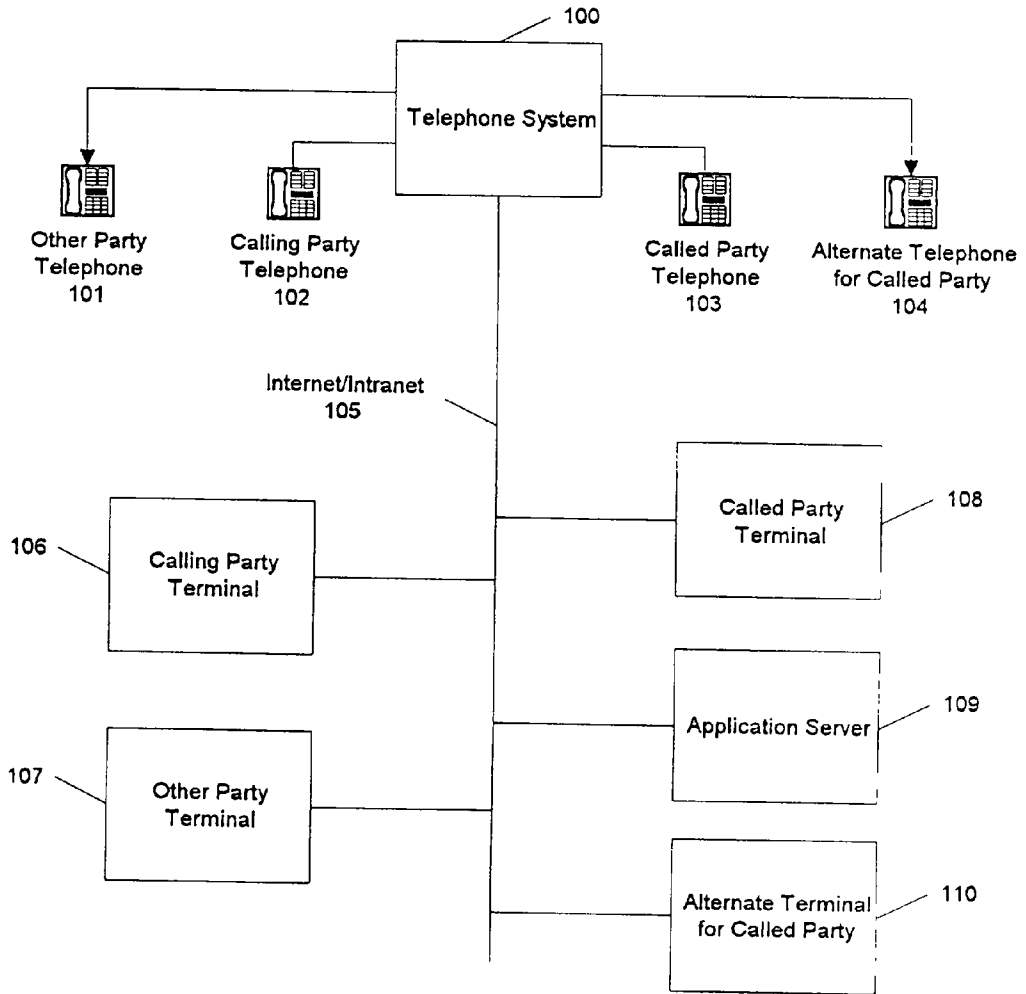 100
Telephone System
Other Party
Telephone
101
Calling Party
Telephone
102
Called Party
Telephone
103
Alternate Telephone
for Called Party
104
Internet/Intranet
105
106
Calling Party
Terminal
Called Party
Terminal
108
Application Server
109
107
Other Party
Terminal
Alternate Terminal
for Called Party
110